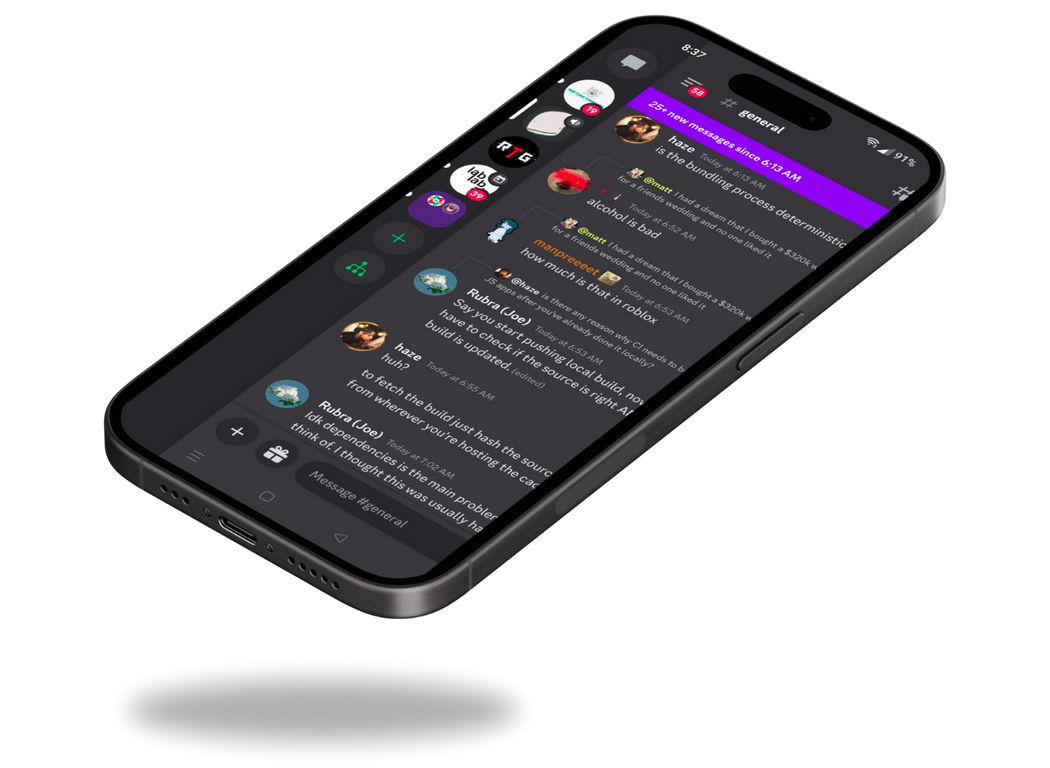 8:37
91%
58
general
25+ new messages since 6:13 AM
19
RTG
lab
lab
39
haze Today at 6:13 AM
is the bundling process deterministic
@matt I had a dream that I bought a $320k
for a friends wedding and no one liked it
Today at 6:52 AM
alcohol is bad
@matt I had a dream that I bought a $320k w
for a friends wedding and no one liked it
manpreeeet Today at 6:53 AM
how much is that in roblox
@haze is there any reason why CI needs to b
JS apps after you've already done it locally?
Rubra (Joe) Today at 6:53 AM
Say you start pushing local build, now
have to check if the source is right A
build is updated. (edited)
haze Today at 6:55 AM
huh?
to fetch the build just hash the sourc
from wherever you're hosting the cac
Rubra (Joe) Today at 7:02 AM
Idk dependencies is the main problem
think of. I thought this was usually ha
Message #general